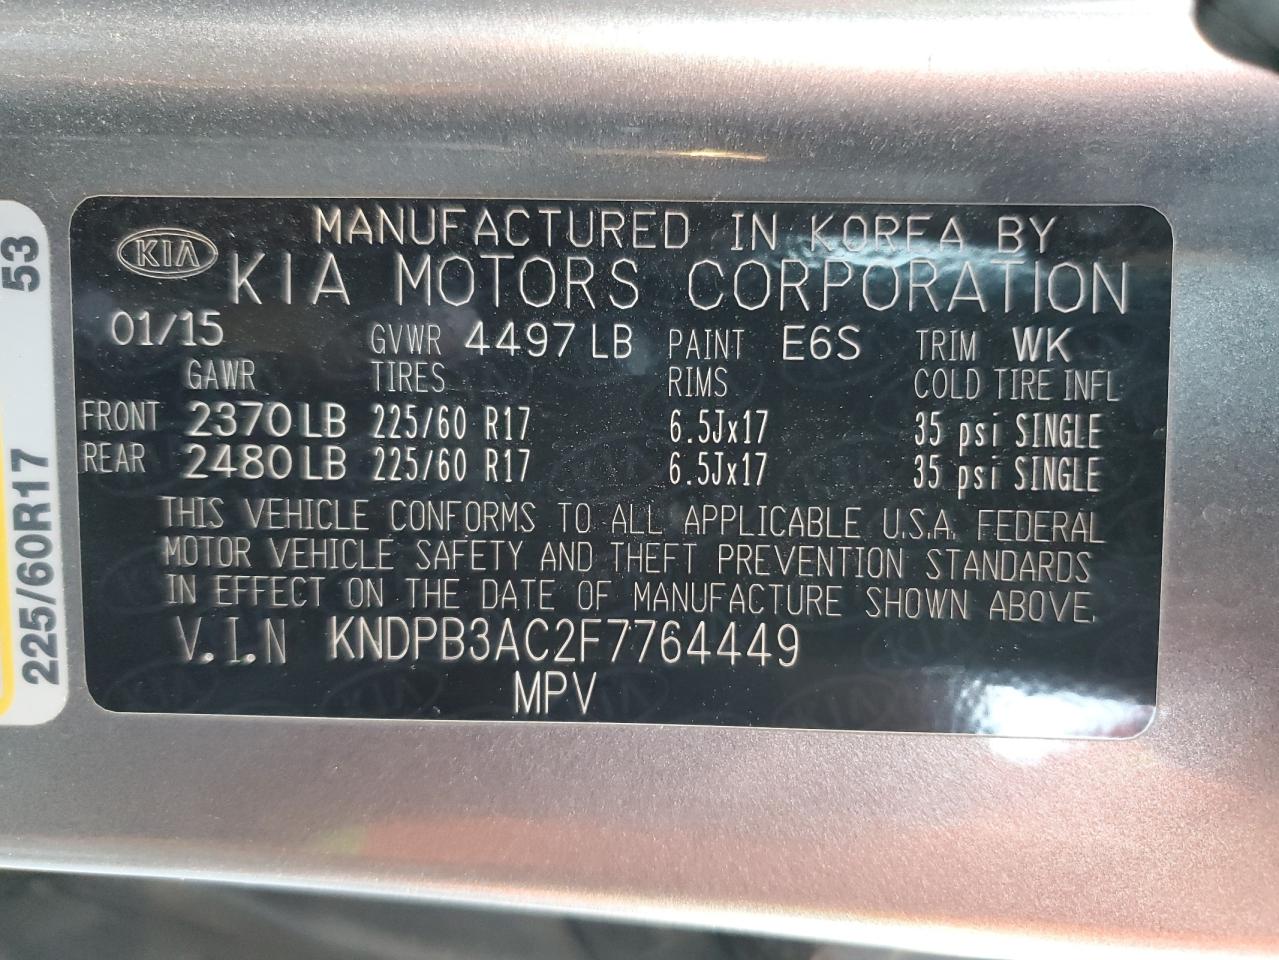 KIA
MANUFACTURED IN KOREA BY
KIA MOTORS CORPORATION
01/15 GVWR 4497 LB PAINT E6S TRIM WK
GAWR TIRES RIMS COLD TIRE INFL
FRONT 2370 LB 225/60 R17 6.5Jx17 35 psi SINGLE
REAR 2480 LB 225/60 R17 6.5Jx17 35 psi SINGLE
THIS VEHICLE CONFORMS TO ALL APPLICABLE U.S.A. FEDERAL
MOTOR VEHICLE SAFETY AND THEFT PREVENTION STANDARDS
IN EFFECT ON THE DATE OF MANUFACTURE SHOWN ABOVE.
V.I.N KNDPB3AC2F7764449
MPV
225/60R17 53